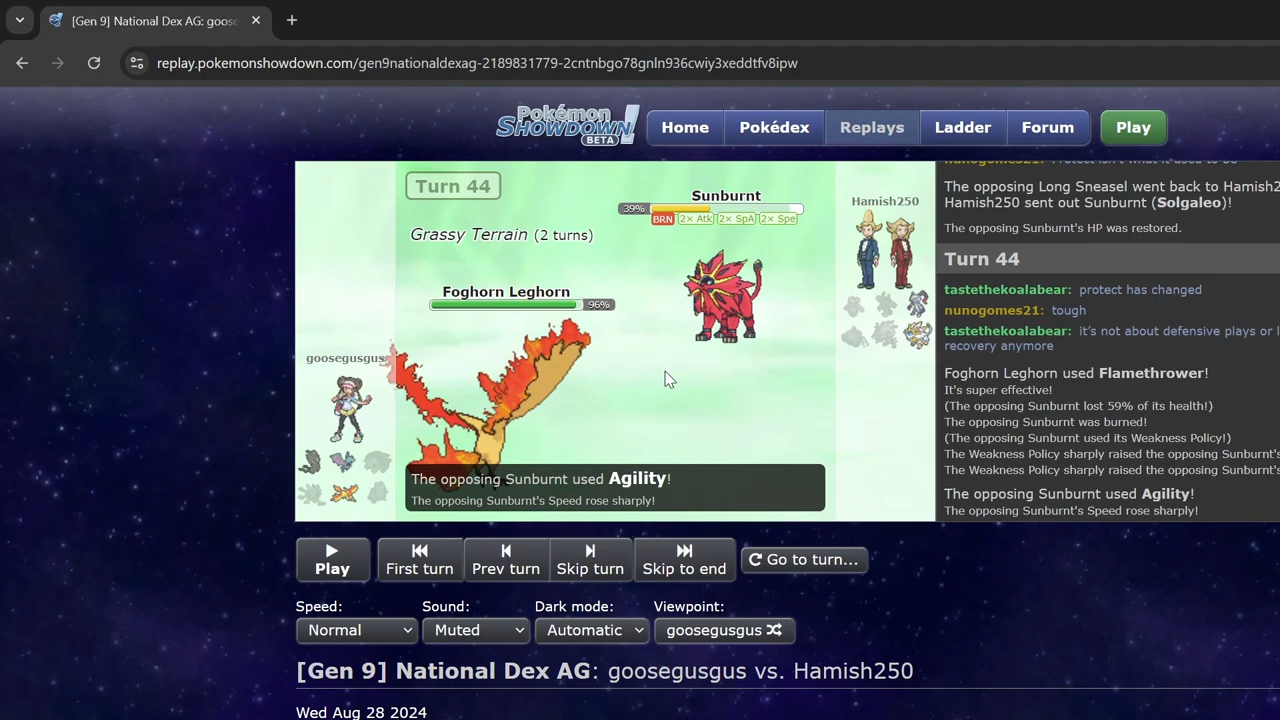 [Gen 9] National Dex AG: goose
replay.pokemonshowdown.com/gen9nationaldexag-2189831779-2cntnbgo78gnln936cwiy3xeddtfv8ipw
Pokémon
SHOWDOWN!
BETA
Home
Pokédex
Replays
Ladder
Forum
Play
Turn 44
Grassy Terrain (2 turns)
Sunburnt
39%
BRN 2× Atk 2× SpA 2× Spe
Foghorn Leghorn
96%
goosegusgus
Hamish250
The opposing Sunburnt used Agility!
The opposing Sunburnt's Speed rose sharply!
nunogomes21: Protect isn't what it used to be
The opposing Long Sneasel went back to Hamish2
Hamish250 sent out Sunburnt (Solgaleo)!
The opposing Sunburnt's HP was restored.
Turn 44
tastethekoalabear: protect has changed
nunogomes21: tough
tastethekoalabear: it's not about defensive plays or
recovery anymore
Foghorn Leghorn used Flamethrower!
It's super effective!
(The opposing Sunburnt lost 59% of its health!)
The opposing Sunburnt was burned!
(The opposing Sunburnt used its Weakness Policy!)
The Weakness Policy sharply raised the opposing Sunburnt's
The Weakness Policy sharply raised the opposing Sunburnt's
The opposing Sunburnt used Agility!
The opposing Sunburnt's Speed rose sharply!
Play
First turn
Prev turn
Skip turn
Skip to end
Go to turn...
Speed:
Sound:
Dark mode:
Viewpoint:
Normal
Muted
Automatic
goosegusgus
[Gen 9] National Dex AG: goosegusgus vs. Hamish250
Wed Aug 28 2024